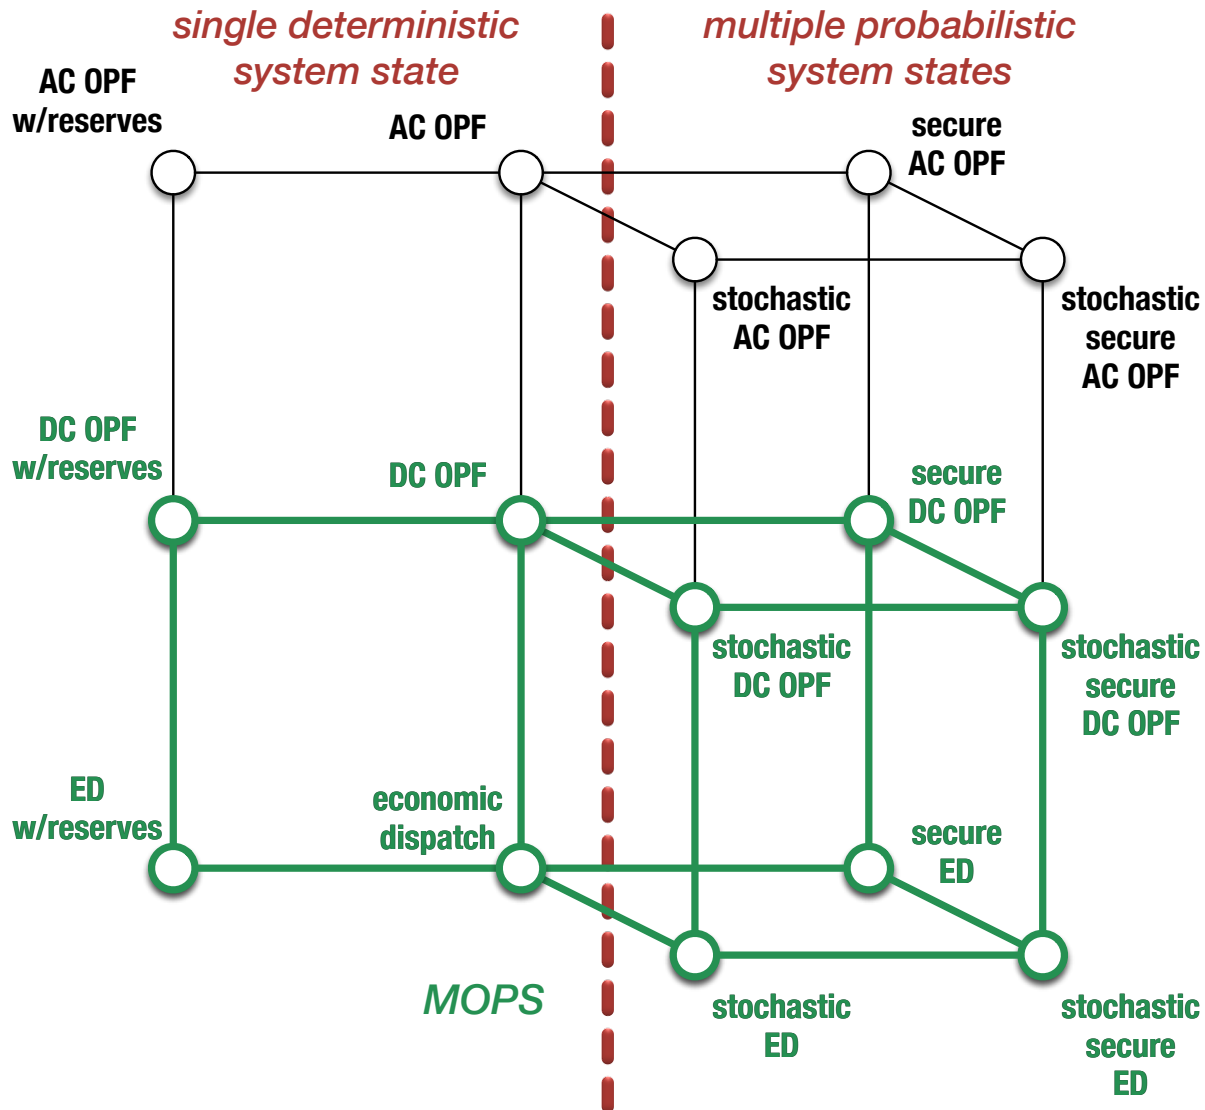 single deterministic
system state
multiple probabilistic
system states
AC OPF
w/reserves
AC OPF
secure
AC OPF
stochastic
AC OPF
stochastic
secure
AC OPF
DC OPF
w/reserves
DC OPF
secure
DC OPF
stochastic
DC OPF
stochastic
secure
DC OPF
ED
w/reserves
economic
dispatch
secure
ED
MOPS
stochastic
ED
stochastic
secure
ED